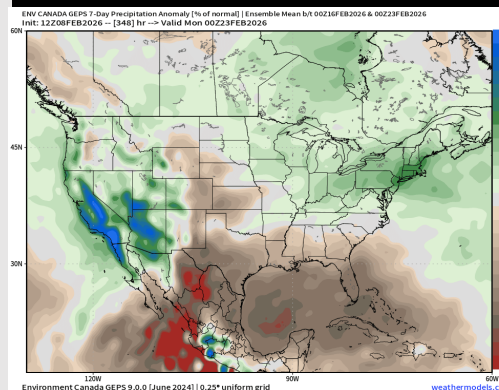 ENV CANADA GEPS 7-Day Precipitation Anomaly [% of normal] | Ensemble Mean b/t 00Z16FEB2026 & 00Z23FEB2026
Init: 12Z08FEB2026 -- [348] hr --> Valid Mon 00Z23FEB2026
60N
45N
30N
120W
90W
60W
Environment Canada GEPS 9.0.0 [June 2024] | 0.25° uniform grid
weathermodels.c